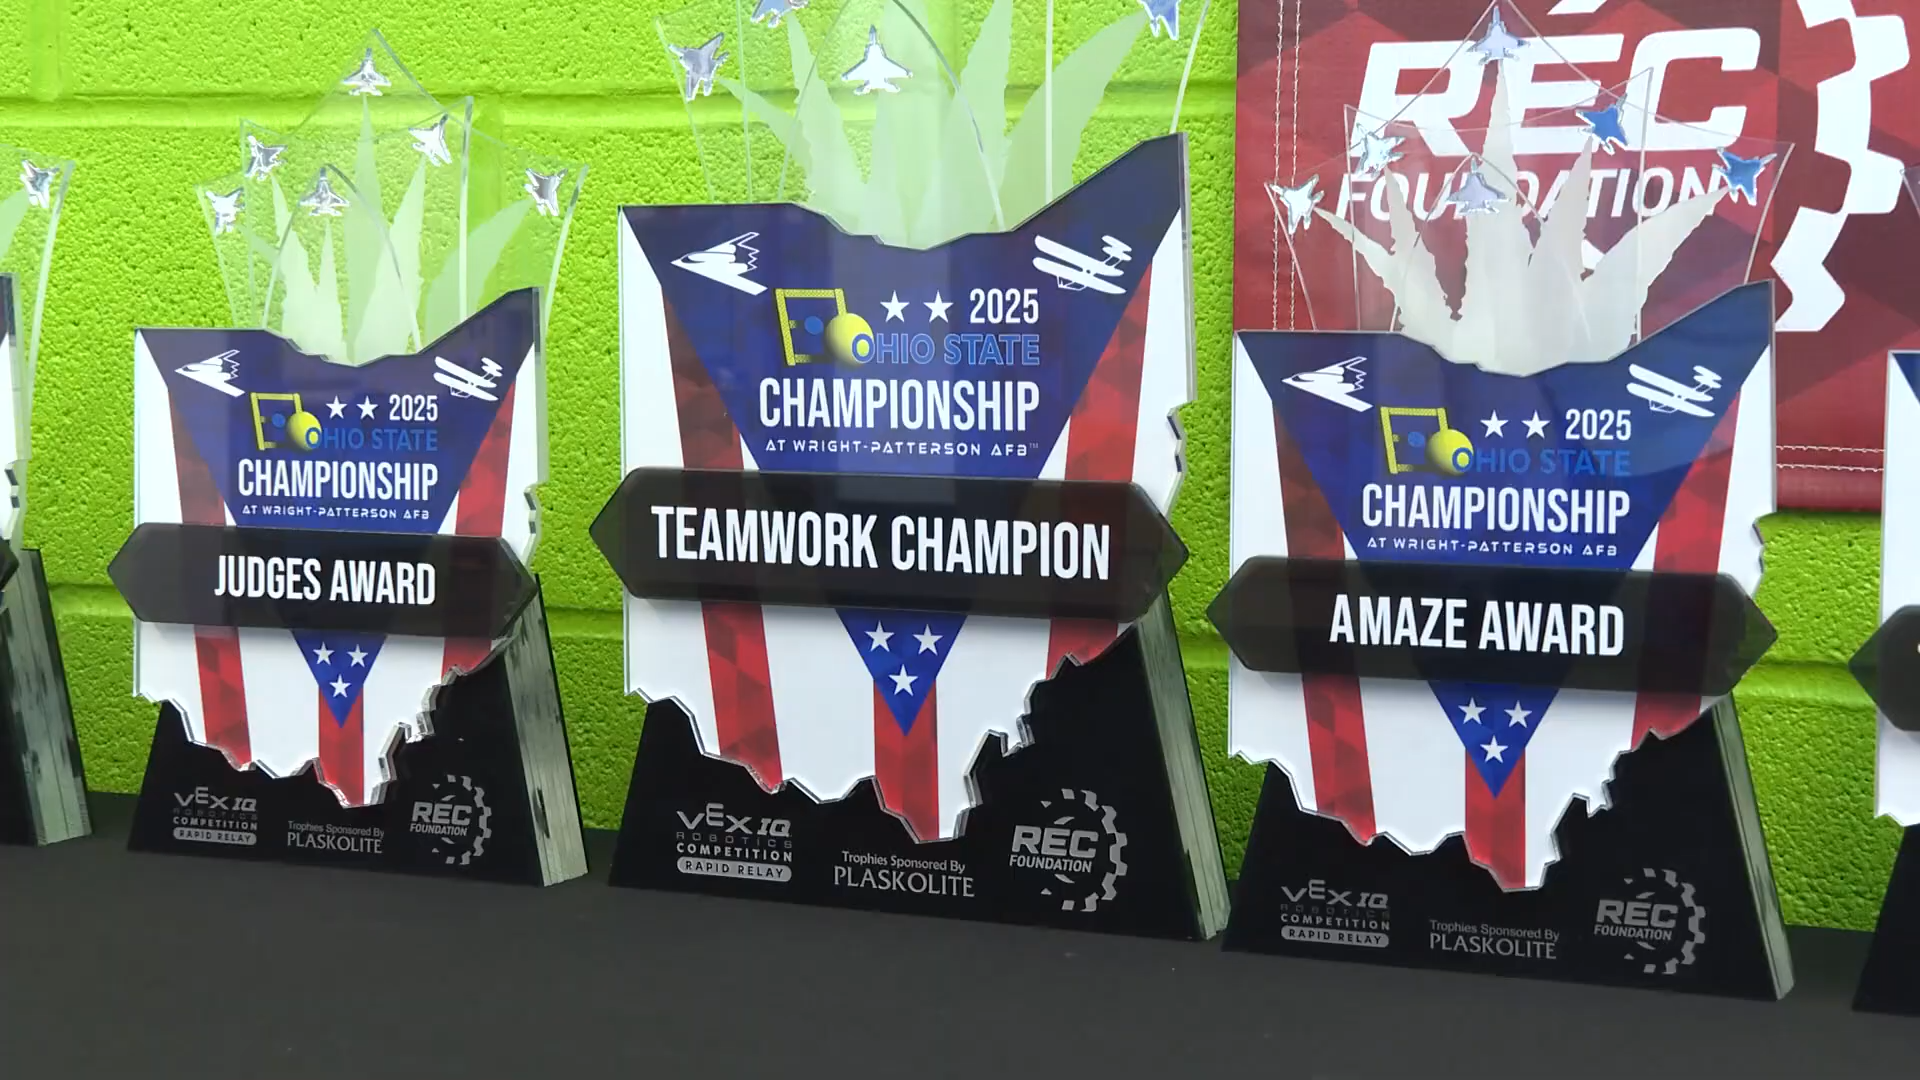 REC
FOUNDATION
2025
OHIO STATE
CHAMPIONSHIP
AT WRIGHT-PATTERSON AFB
JUDGES AWARD
VEX IQ
ROBOTICS
COMPETITION
RAPID RELAY
Trophies Sponsored By
PLASKOLITE
REC
FOUNDATION
2025
OHIO STATE
CHAMPIONSHIP
AT WRIGHT-PATTERSON AFB™
TEAMWORK CHAMPION
VEX IQ
ROBOTICS
COMPETITION
RAPID RELAY
Trophies Sponsored By
PLASKOLITE
REC
FOUNDATION
2025
OHIO STATE
CHAMPIONSHIP
AT WRIGHT-PATTERSON AFB
AMAZE AWARD
VEX IQ
ROBOTICS
COMPETITION
RAPID RELAY
Trophies Sponsored By
PLASKOLITE
REC
FOUNDATION